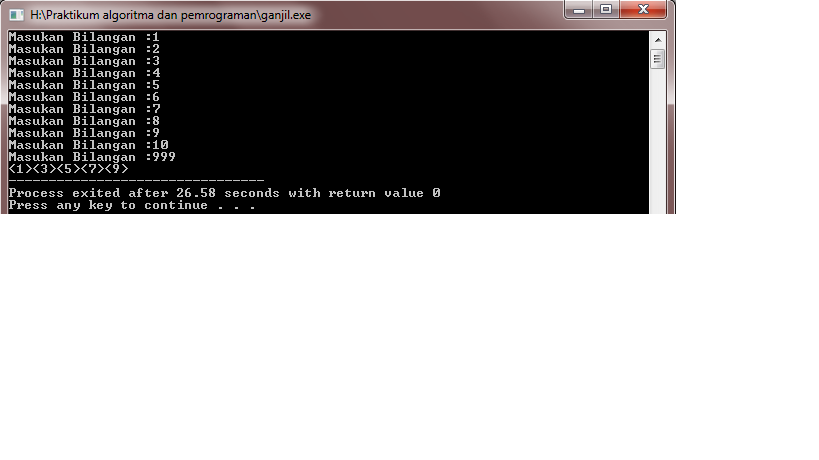 H:\Praktikum algoritma dan pemrograman\ganjil.exe
Masukan Bilangan :1
Masukan Bilangan :2
Masukan Bilangan :3
Masukan Bilangan :4
Masukan Bilangan :5
Masukan Bilangan :6
Masukan Bilangan :7
Masukan Bilangan :8
Masukan Bilangan :9
Masukan Bilangan :10
Masukan Bilangan :999
<1><3><5><7><9>
--------------------------------
Process exited after 26.58 seconds with return value 0
Press any key to continue . . .